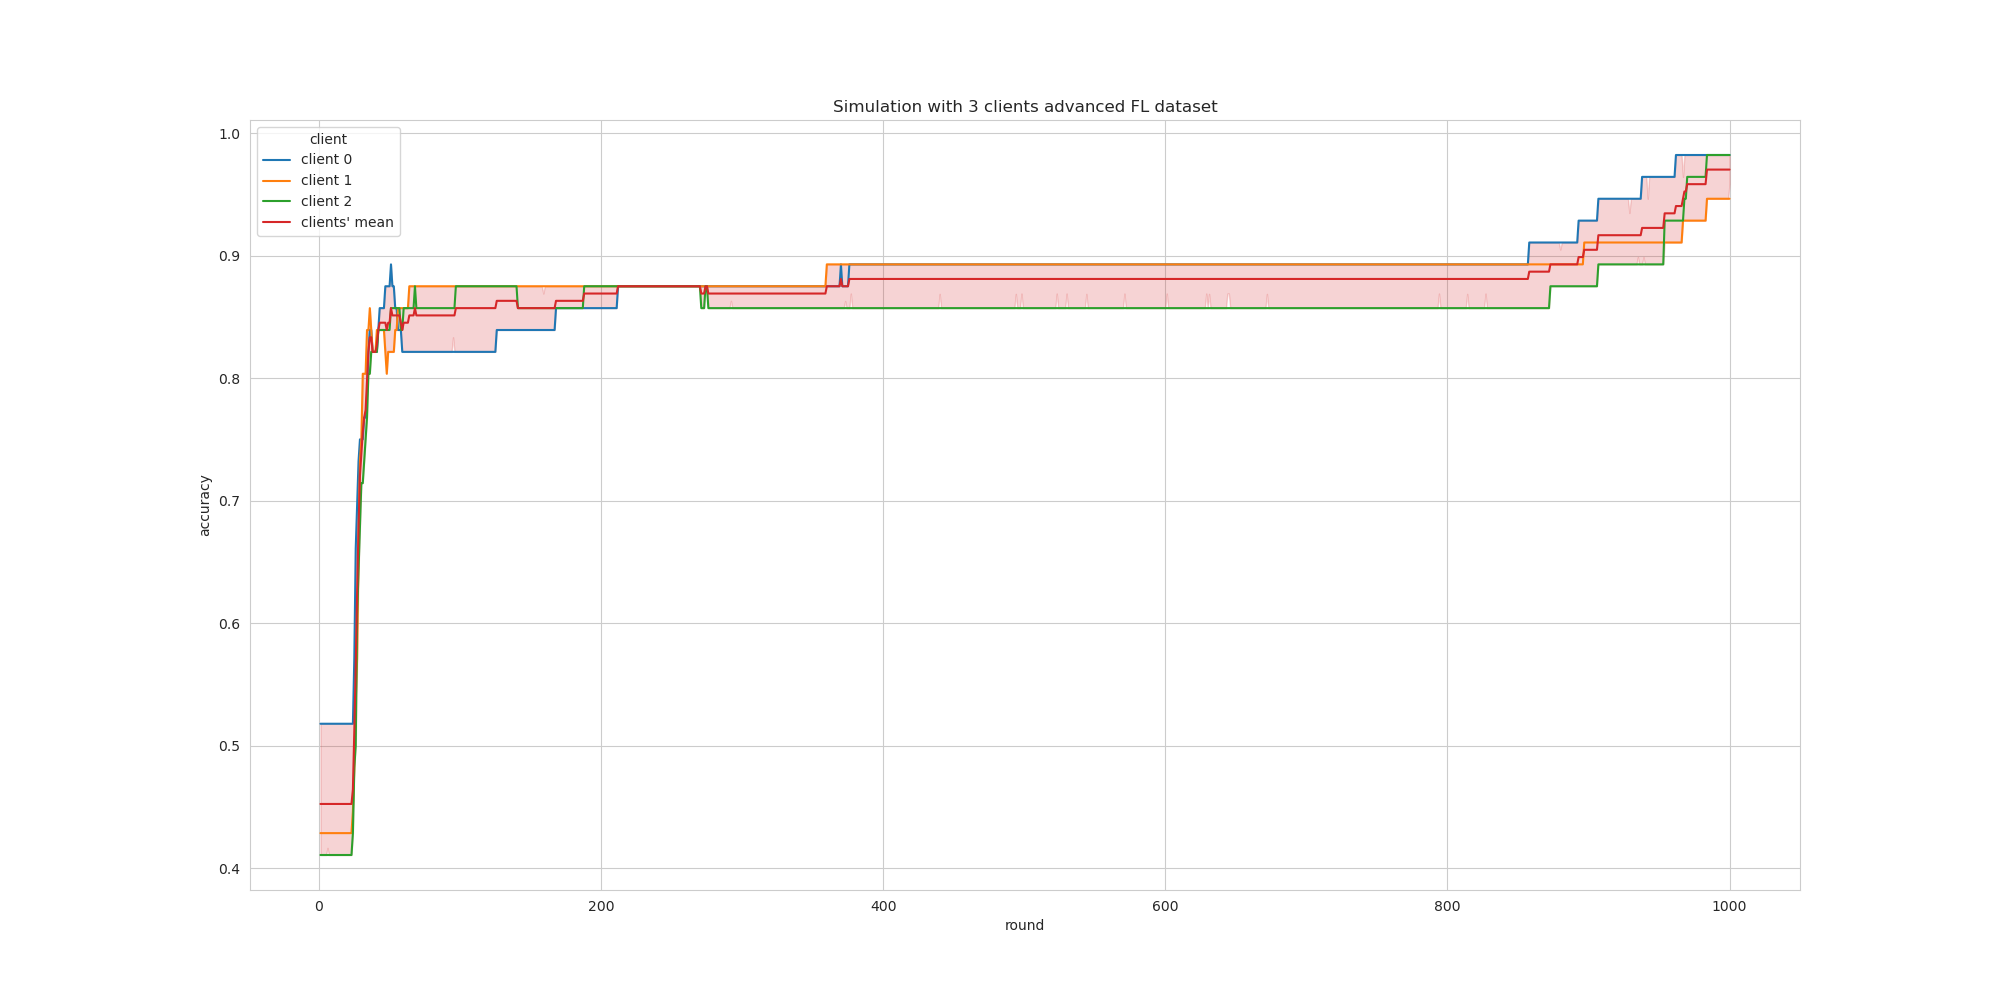 Simulation with 3 clients advanced FL dataset
client
client 0
client 1
client 2
clients' mean
1.0
0.9
0.8
0.7
0.6
0.5
0.4
accuracy
0 200 400 600 800 1000
round